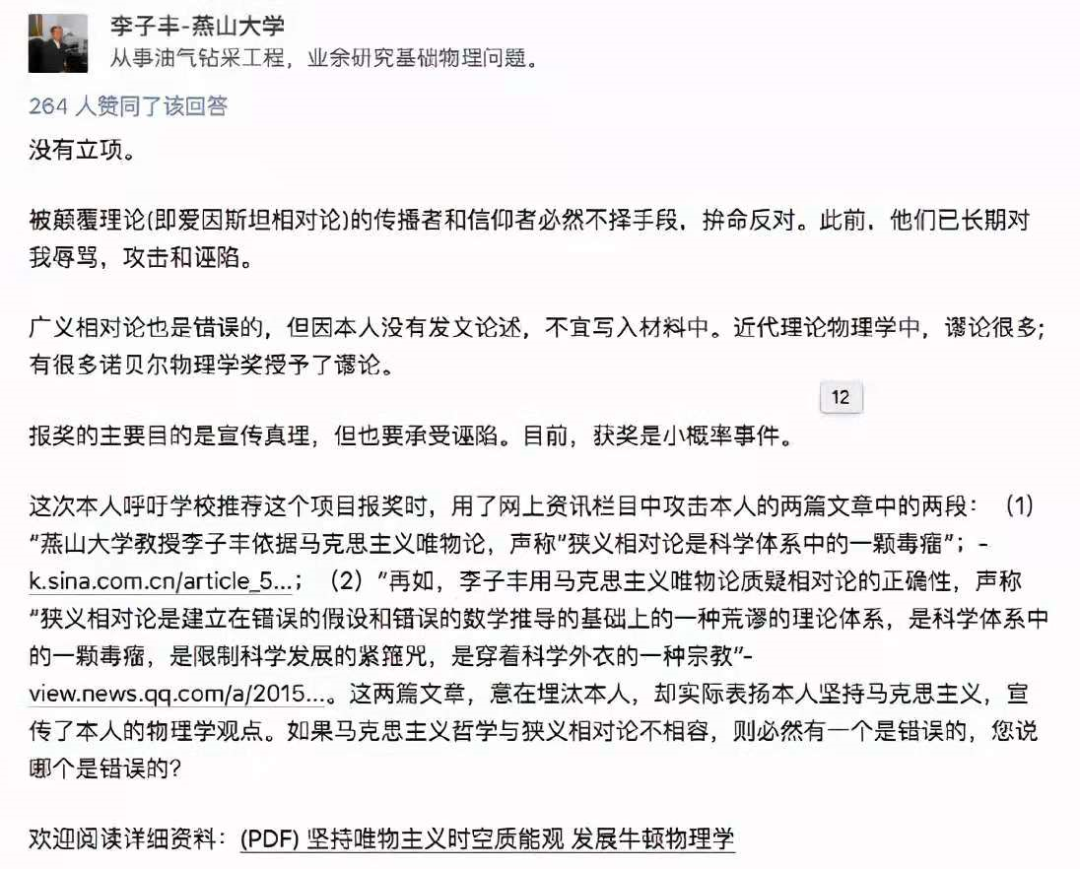 李子丰-燕山大学
从事油气钻采工程，业余研究基础物理问题。
264 人赞同了该回答
没有立项。
被颠覆理论(即爱因斯坦相对论)的传播者和信仰者必然不择手段，拚命反对。此前，他们已长期对
我辱骂，攻击和诬陷。
广义相对论也是错误的，但因本人没有发文论述，不宜写入材料中。近代理论物理学中，谬论很多；
有很多诺贝尔物理学奖授予了谬论。
12
报奖的主要目的是宣传真理，但也要承受诬陷。目前，获奖是小概率事件。
这次本人呼吁学校推荐这个项目报奖时，用了网上资讯栏目中攻击本人的两篇文章中的两段：（1）
“燕山大学教授李子丰依据马克思主义唯物论，声称“狭义相对论是科学体系中的一颗毒瘤”；-
k.sina.com.cn/article_5...；（2）”再如，李子丰用马克思主义唯物论质疑相对论的正确性，声称
“狭义相对论是建立在错误的假设和错误的数学推导的基础上的一种荒谬的理论体系，是科学体系中
的一颗毒瘤，是限制科学发展的紧箍咒，是穿着科学外衣的一种宗教”-
view.news.qq.com/a/2015...。这两篇文章，意在埋汰本人，却实际表扬本人坚持马克思主义，宣
传了本人的物理学观点。如果马克思主义哲学与狭义相对论不相容，则必然有一个是错误的，您说
哪个是错误的？
欢迎阅读详细资料：(PDF) 坚持唯物主义时空质能观 发展牛顿物理学